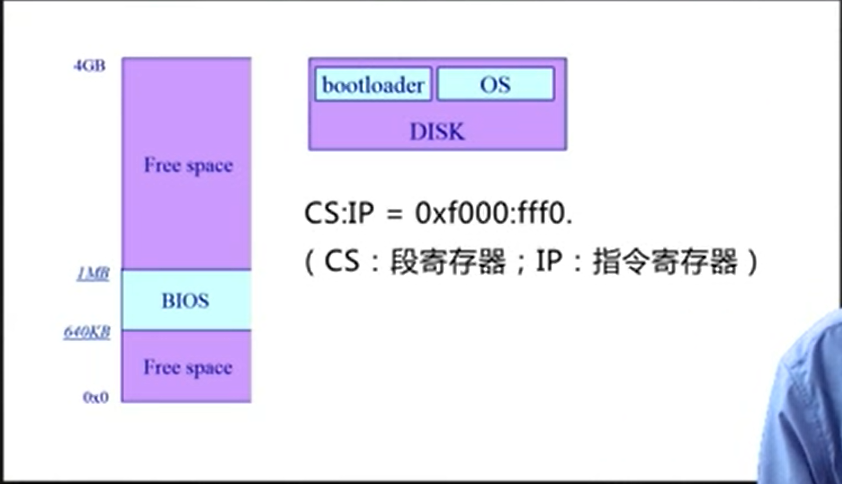 4GB
Free space
1MB
BIOS
640KB
Free space
0x0
bootloader
OS
DISK
CS:IP = 0xf000:fff0.
( CS：段寄存器；IP：指令寄存器 )